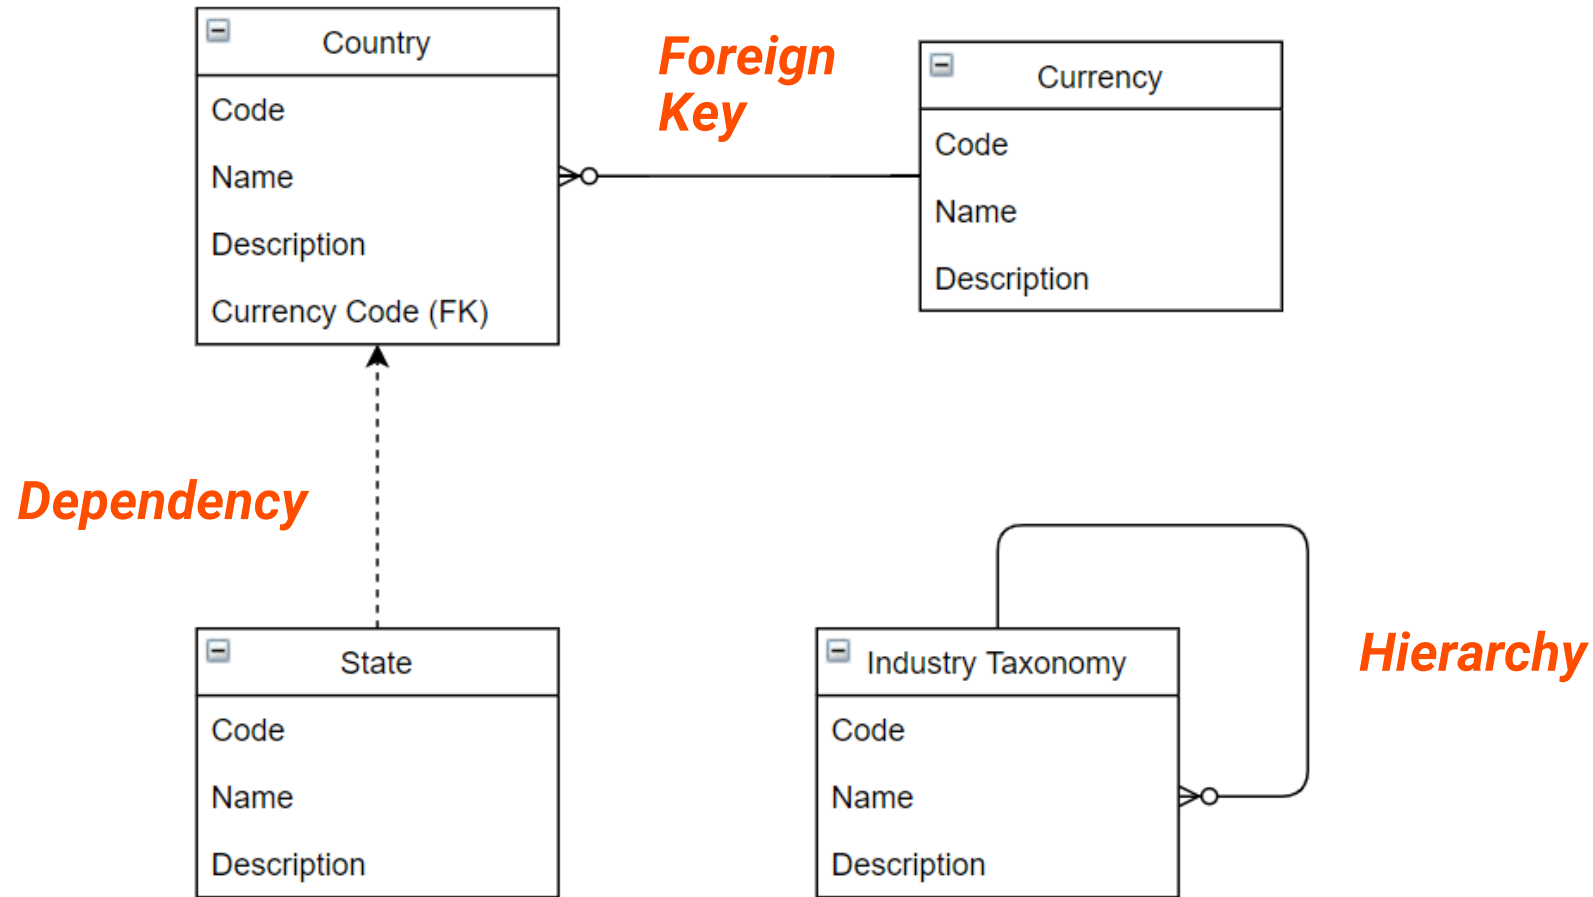 Country
Code
Name
Description
Currency Code (FK)
Foreign
Key
Currency
Code
Name
Description
Dependency
State
Code
Name
Description
Industry Taxonomy
Code
Name
Description
Hierarchy